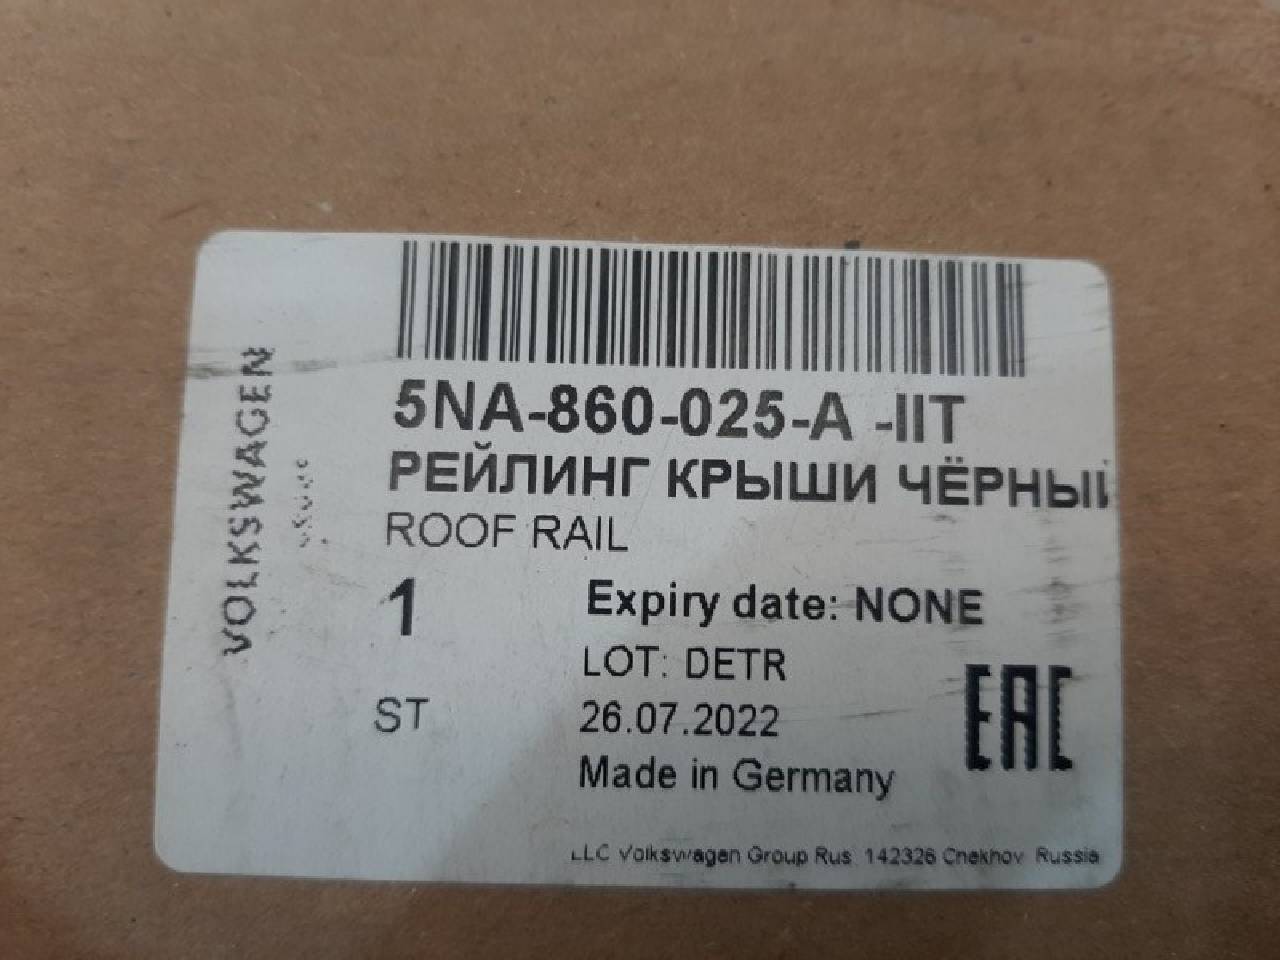 VOLKSWAGEN
5NA-860-025-A -IIT
РЕЙЛИНГ КРЫШИ ЧЁРНЫЙ
ROOF RAIL
1
Expiry date: NONE
LOT: DETR
ST
26.07.2022
Made in Germany
EAC
LLC Volkswagen Group Rus 142326 Chekhov Russia